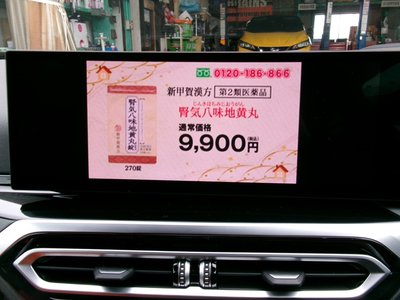 0120-186-866
新甲賀漢方 第2類医薬品
じんきはちみじおうがん
腎気八味地黄丸
通常価格
9,900円(税込)
腎気八味地黄丸錠
270錠